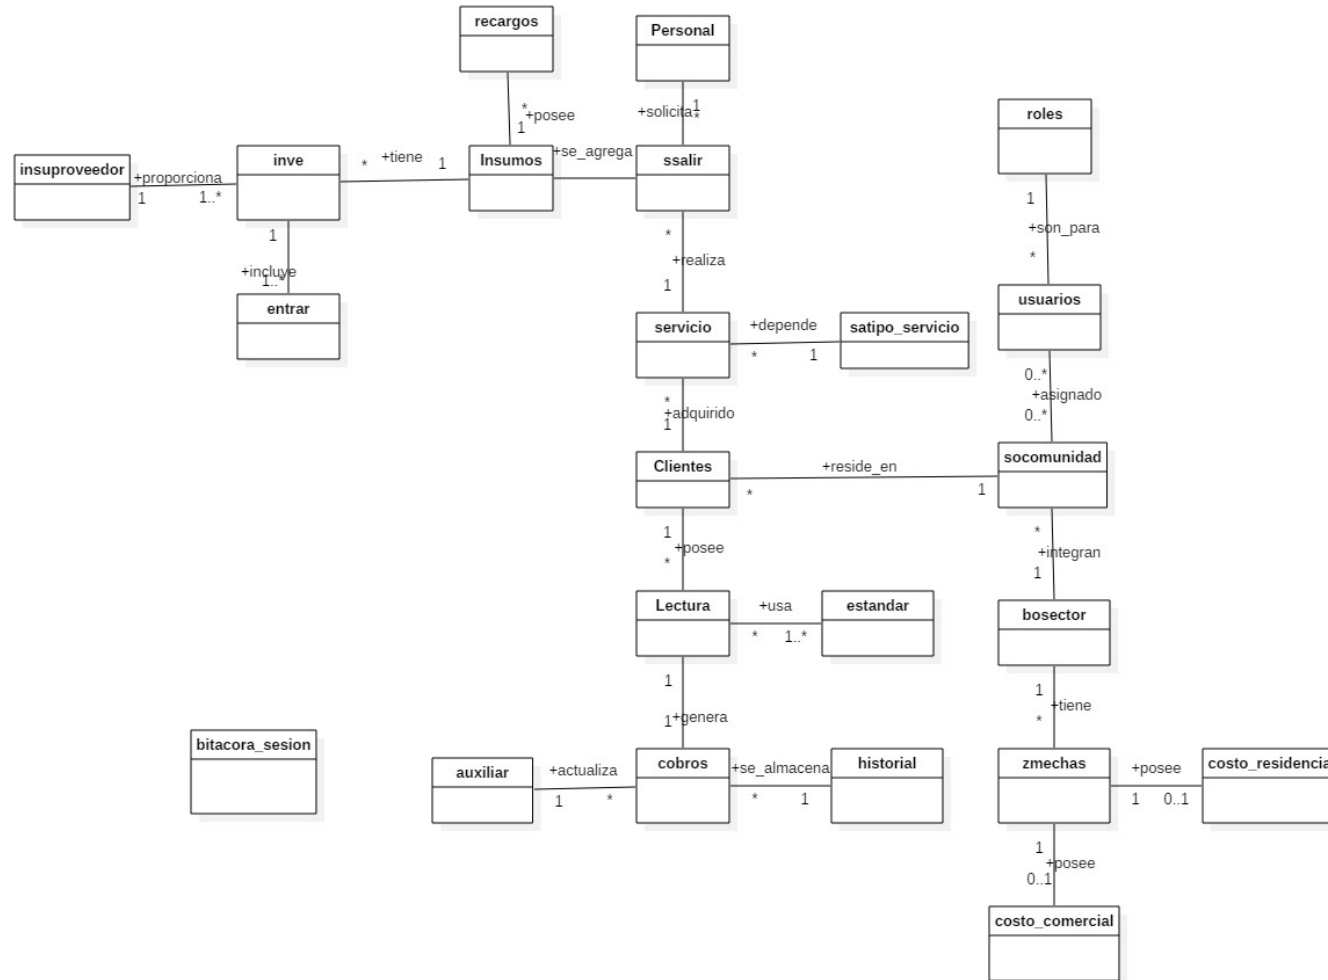 recargos
Personal
*
+posee
1
+solicita
1
*
roles
insuproveedor
+proporciona
1
1..*
inve
*
+tiene
1
Insumos
+se_agrega
ssalir
1
+son_para
*
1
+incluye
1..*
entrar
*
+realiza
1
usuarios
servicio
+depende
*
1
satipo_servicio
0..*
+asignado
0..*
*
+adquirido
1
Clientes
+reside_en
*
1
socomunidad
1
+posee
*
*
+integran
1
Lectura
+usa
*
1..*
estandar
bosector
1
1
+genera
1
+tiene
*
bitacora_sesion
auxiliar
+actualiza
1
*
cobros
+se_almacena
*
1
historial
zmechas
+posee
1
0..1
costo_residencia
1
+posee
0..1
costo_comercial